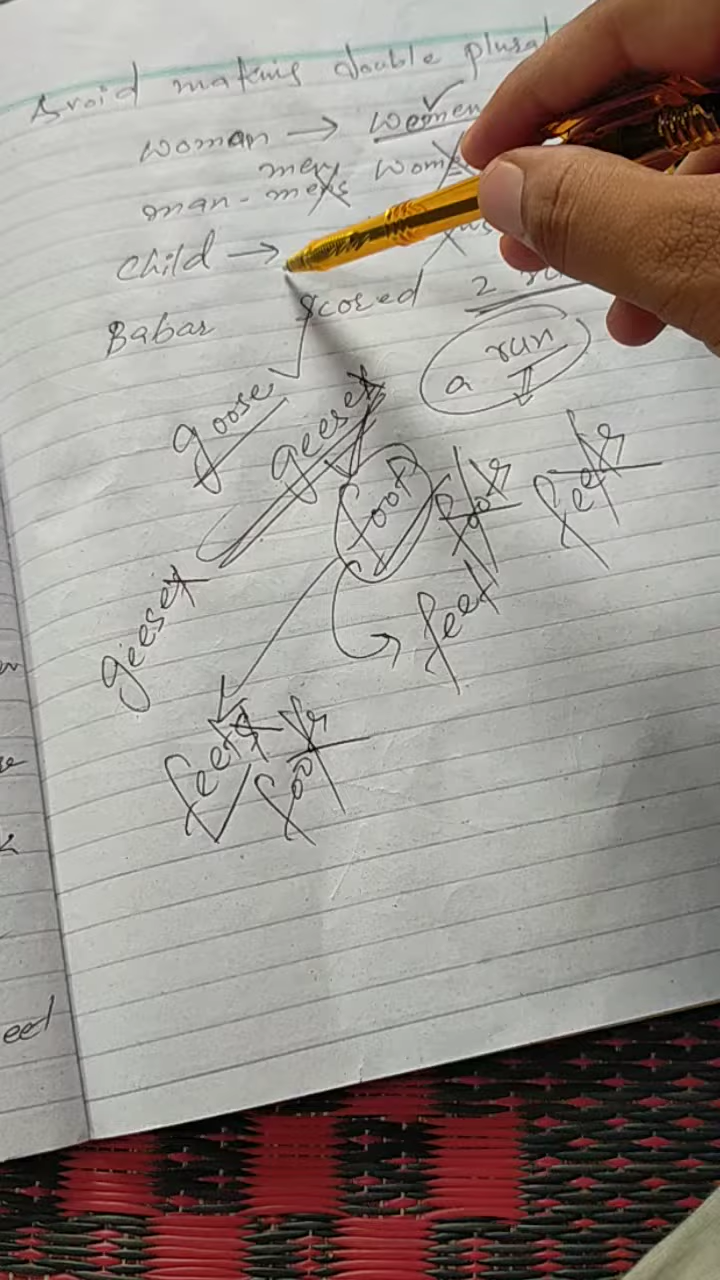 Avoid making double plural
woman → women
men
man - mens
child →
Babar scored 2
a run
goose geeses
foot foots feets
geeses feet
feets foots
eed